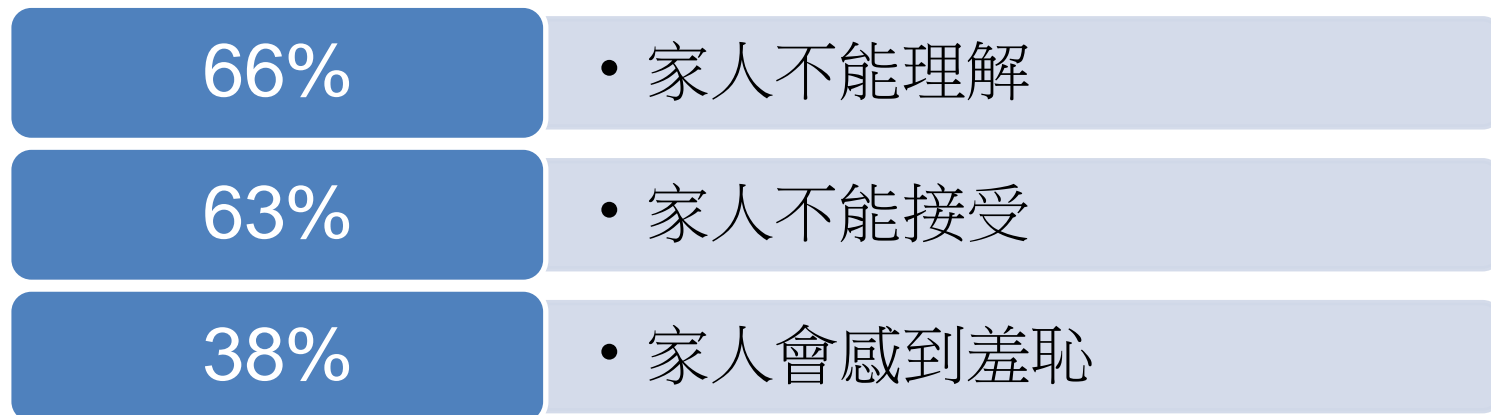 66%
• 家人不能理解
63%
• 家人不能接受
38%
• 家人會感到羞恥